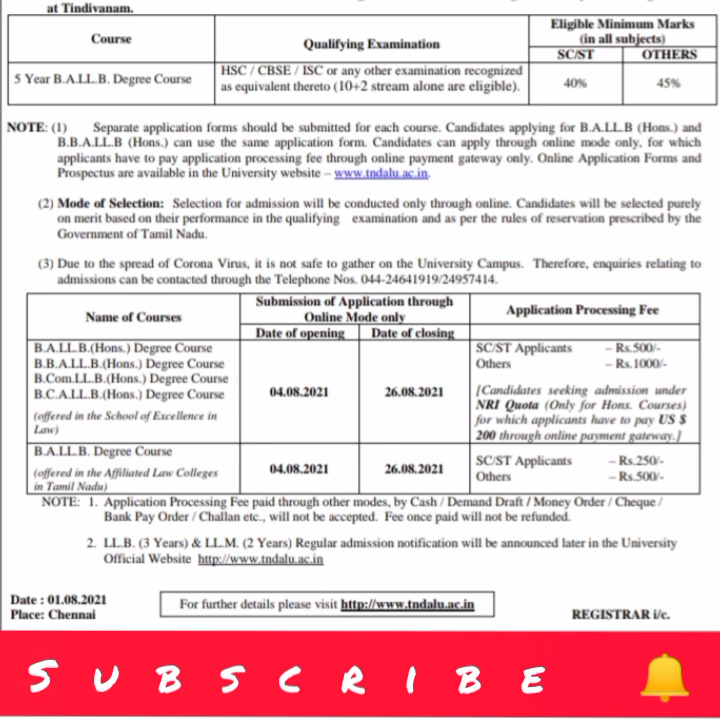 at Tindivanam.
Course
Qualifying Examination
Eligible Minimum Marks
(in all subjects)
SC/ST
OTHERS
5 Year B.A.LL.B. Degree Course
HSC / CBSE / ISC or any other examination recognized
as equivalent thereto (10+2 stream alone are eligible).
40%
45%
NOTE: (1) Separate application forms should be submitted for each course. Candidates applying for B.A.LL.B (Hons.) and
B.B.A.LL.B (Hons.) can use the same application form. Candidates can apply through online mode only, for which
applicants have to pay application processing fee through online payment gateway only. Online Application Forms and
Prospectus are available in the University website – www.tndalu.ac.in.
(2) Mode of Selection: Selection for admission will be conducted only through online. Candidates will be selected purely
on merit based on their performance in the qualifying examination and as per the rules of reservation prescribed by the
Government of Tamil Nadu.
(3) Due to the spread of Corona Virus, it is not safe to gather on the University Campus. Therefore, enquiries relating to
admissions can be contacted through the Telephone Nos. 044-24641919/24957414.
Name of Courses
Submission of Application through
Online Mode only
Date of opening
Date of closing
Application Processing Fee
B.A.LL.B.(Hons.) Degree Course
B.B.A.LL.B.(Hons.) Degree Course
B.Com.LL.B.(Hons.) Degree Course
B.C.A.LL.B.(Hons.) Degree Course
(offered in the School of Excellence in
Law)
04.08.2021
26.08.2021
SC/ST Applicants – Rs.500/-
Others – Rs.1000/-
[Candidates seeking admission under
NRI Quota (Only for Hons. Courses)
for which applicants have to pay US $
200 through online payment gateway.]
B.A.LL.B. Degree Course
(offered in the Affiliated Law Colleges
in Tamil Nadu)
04.08.2021
26.08.2021
SC/ST Applicants – Rs.250/-
Others – Rs.500/-
NOTE: 1. Application Processing Fee paid through other modes, by Cash / Demand Draft / Money Order / Cheque /
Bank Pay Order / Challan etc., will not be accepted. Fee once paid will not be refunded.
2. LL.B. (3 Years) & LL.M. (2 Years) Regular admission notification will be announced later in the University
Official Website http://www.tndalu.ac.in
Date : 01.08.2021
Place: Chennai
For further details please visit http://www.tndalu.ac.in
REGISTRAR i/c.
SUBSCRIBE